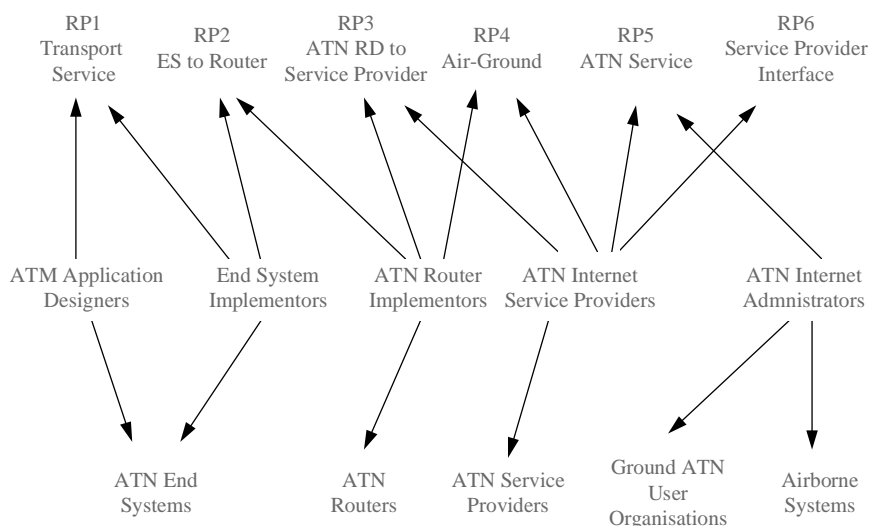 RP1
Transport
Service
RP2
ES to Router
RP3
ATN RD to
Service Provider
RP4
Air-Ground
RP5
ATN Service
RP6
Service Provider
Interface
ATM Application
Designers
End System
Implementors
ATN Router
Implementors
ATN Internet
Service Providers
ATN Internet
Admnistrators
ATN End
Systems
ATN
Routers
ATN Service
Providers
Ground ATN
User
Organisations
Airborne
Systems